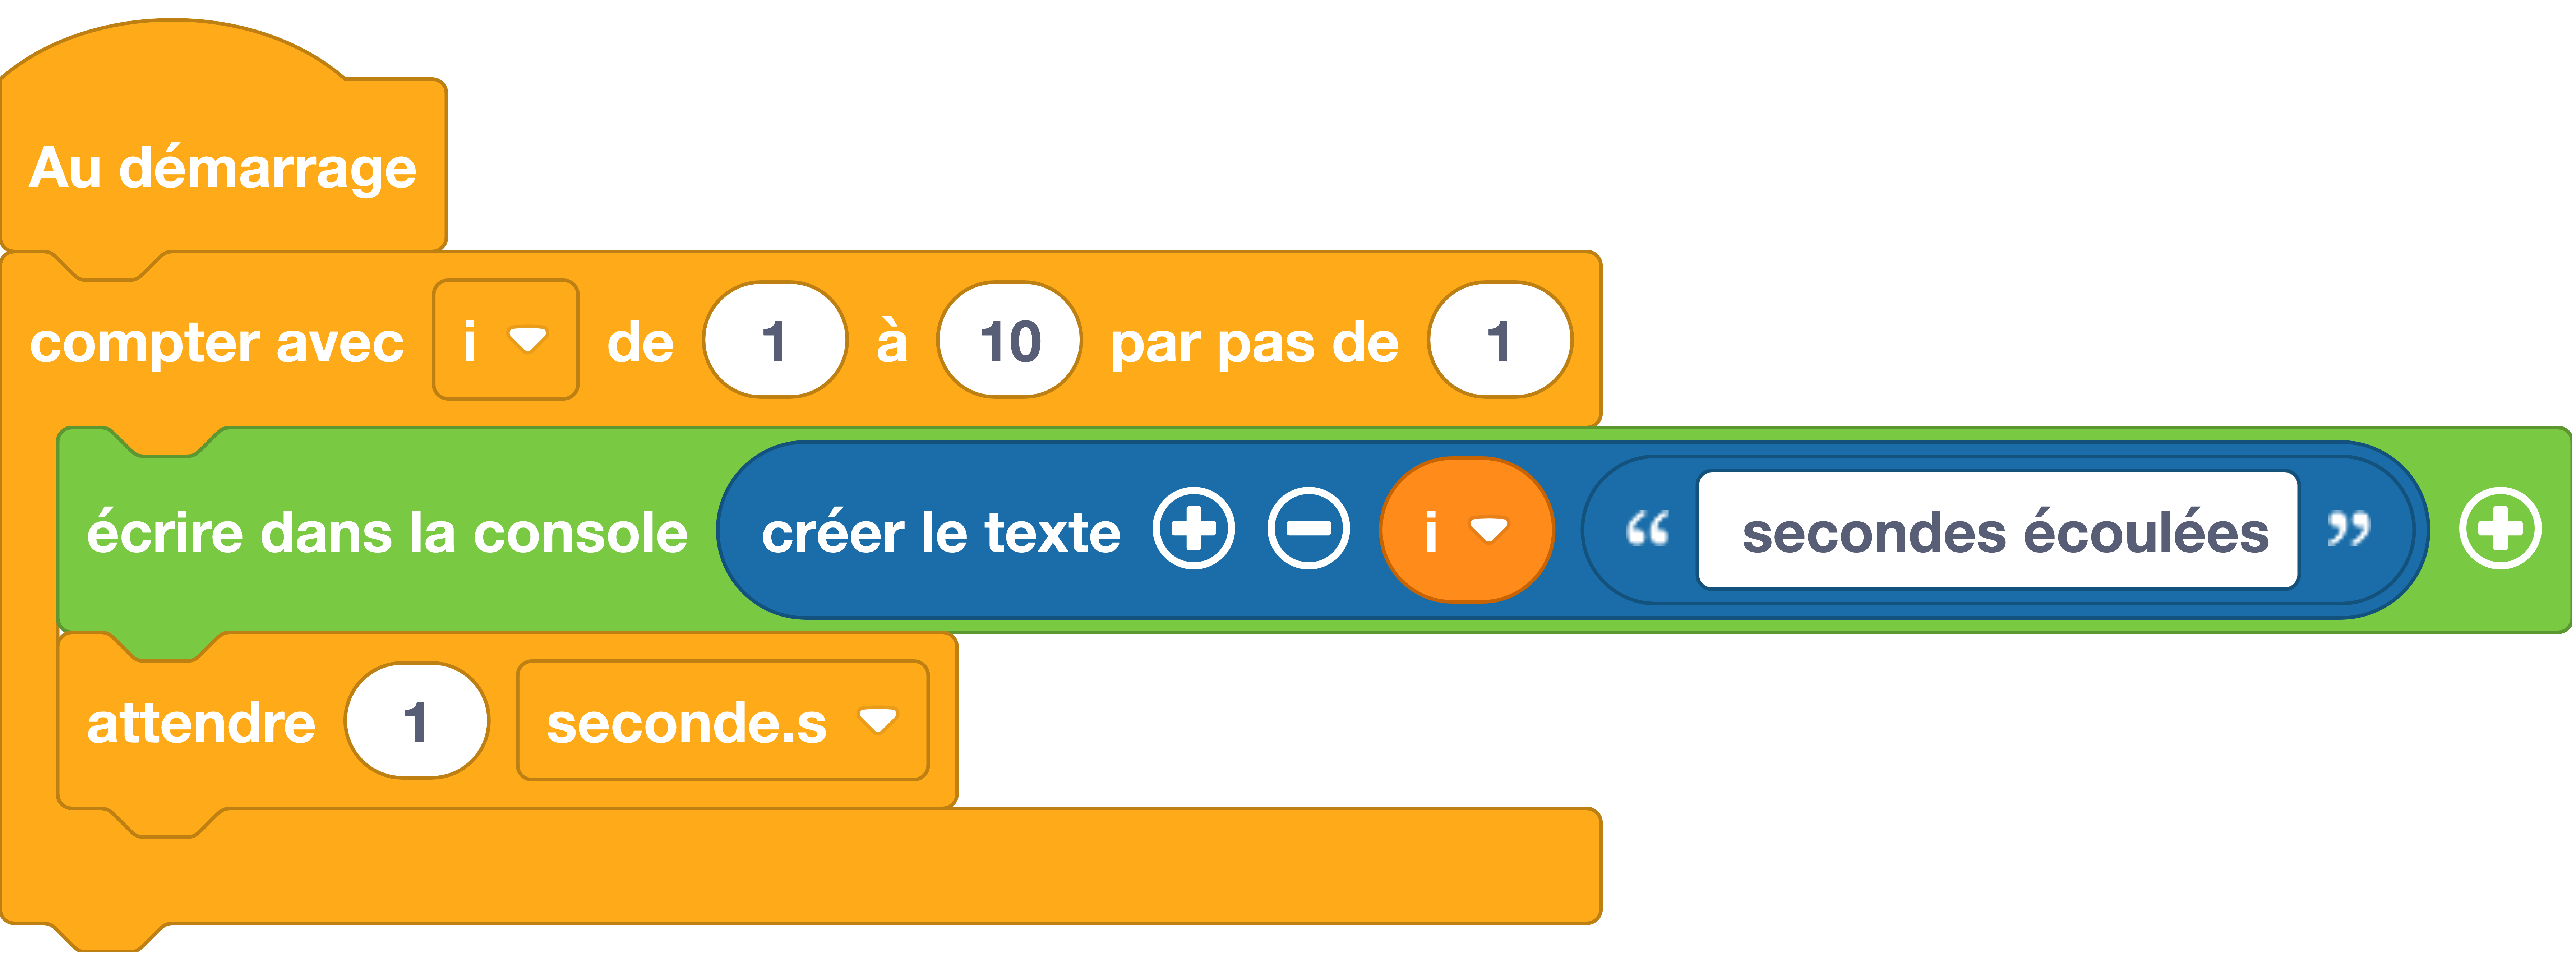 Au démarrage
compter avec i de 1 à 10 par pas de 1
écrire dans la console créer le texte i “ secondes écoulées ”
attendre 1 seconde.s